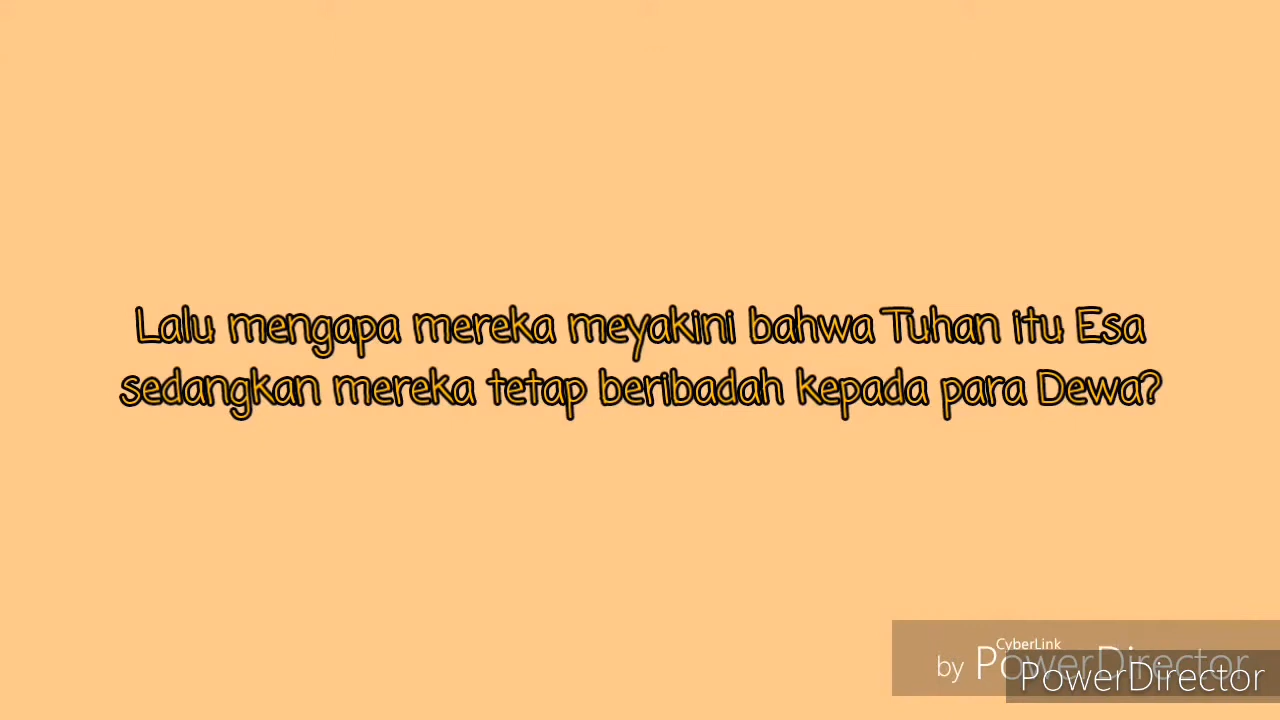 Lalu mengapa mereka meyakini bahwa Tuhan itu Esa
sedangkan mereka tetap beribadah kepada para Dewa?
CyberLink
by PowerDirector
PowerDirector